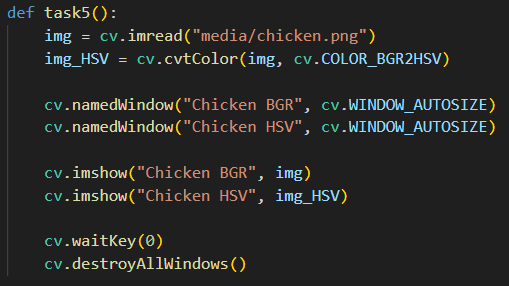 def task5():
    img = cv.imread("media/chicken.png")
    img_HSV = cv.cvtColor(img, cv.COLOR_BGR2HSV)

    cv.namedWindow("Chicken BGR", cv.WINDOW_AUTOSIZE)
    cv.namedWindow("Chicken HSV", cv.WINDOW_AUTOSIZE)

    cv.imshow("Chicken BGR", img)
    cv.imshow("Chicken HSV", img_HSV)

    cv.waitKey(0)
    cv.destroyAllWindows()